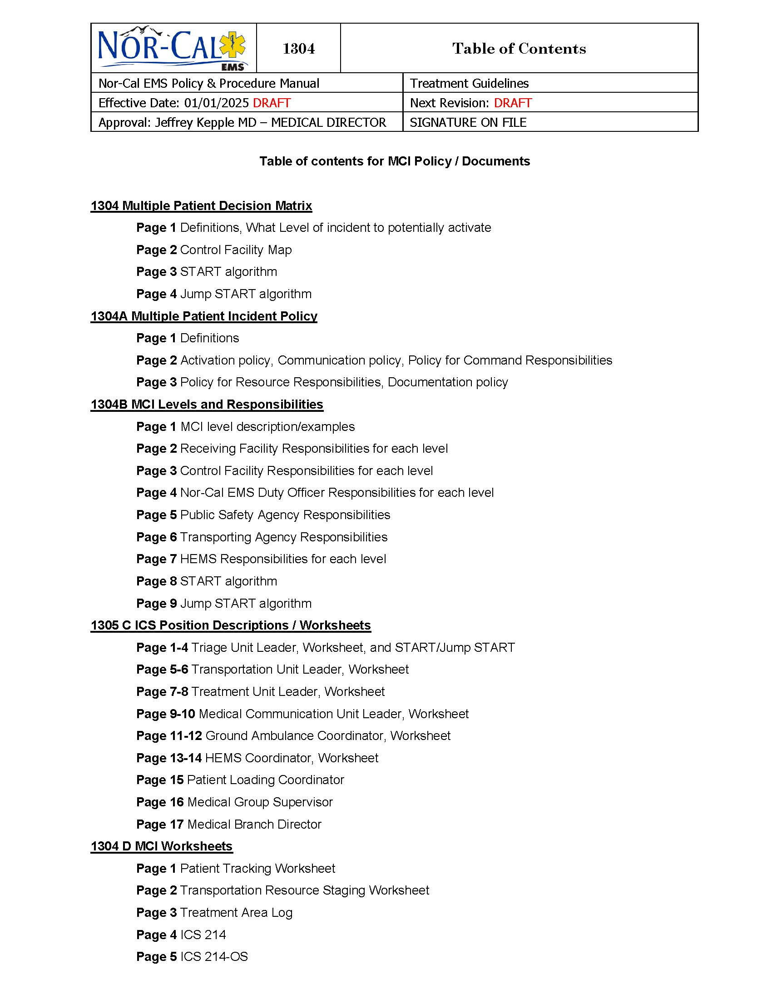 NOR-CAL
EMS
1304
Table of Contents
Nor-Cal EMS Policy & Procedure Manual
Treatment Guidelines
Effective Date: 01/01/2025 DRAFT
Next Revision: DRAFT
Approval: Jeffrey Kepple MD – MEDICAL DIRECTOR
SIGNATURE ON FILE
Table of contents for MCI Policy / Documents
1304 Multiple Patient Decision Matrix
Page 1 Definitions, What Level of incident to potentially activate
Page 2 Control Facility Map
Page 3 START algorithm
Page 4 Jump START algorithm
1304A Multiple Patient Incident Policy
Page 1 Definitions
Page 2 Activation policy, Communication policy, Policy for Command Responsibilities
Page 3 Policy for Resource Responsibilities, Documentation policy
1304B MCI Levels and Responsibilities
Page 1 MCI level description/examples
Page 2 Receiving Facility Responsibilities for each level
Page 3 Control Facility Responsibilities for each level
Page 4 Nor-Cal EMS Duty Officer Responsibilities for each level
Page 5 Public Safety Agency Responsibilities
Page 6 Transporting Agency Responsibilities
Page 7 HEMS Responsibilities for each level
Page 8 START algorithm
Page 9 Jump START algorithm
1305 C ICS Position Descriptions / Worksheets
Page 1-4 Triage Unit Leader, Worksheet, and START/Jump START
Page 5-6 Transportation Unit Leader, Worksheet
Page 7-8 Treatment Unit Leader, Worksheet
Page 9-10 Medical Communication Unit Leader, Worksheet
Page 11-12 Ground Ambulance Coordinator, Worksheet
Page 13-14 HEMS Coordinator, Worksheet
Page 15 Patient Loading Coordinator
Page 16 Medical Group Supervisor
Page 17 Medical Branch Director
1304 D MCI Worksheets
Page 1 Patient Tracking Worksheet
Page 2 Transportation Resource Staging Worksheet
Page 3 Treatment Area Log
Page 4 ICS 214
Page 5 ICS 214-OS